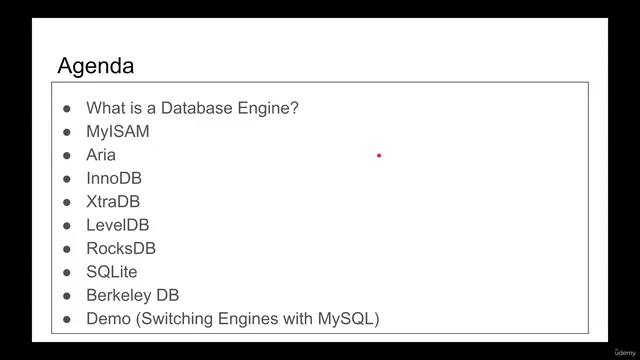 Agenda
● What is a Database Engine?
● MyISAM
● Aria
● InnoDB
● XtraDB
● LevelDB
● RocksDB
● SQLite
● Berkeley DB
● Demo (Switching Engines with MySQL)
udemy